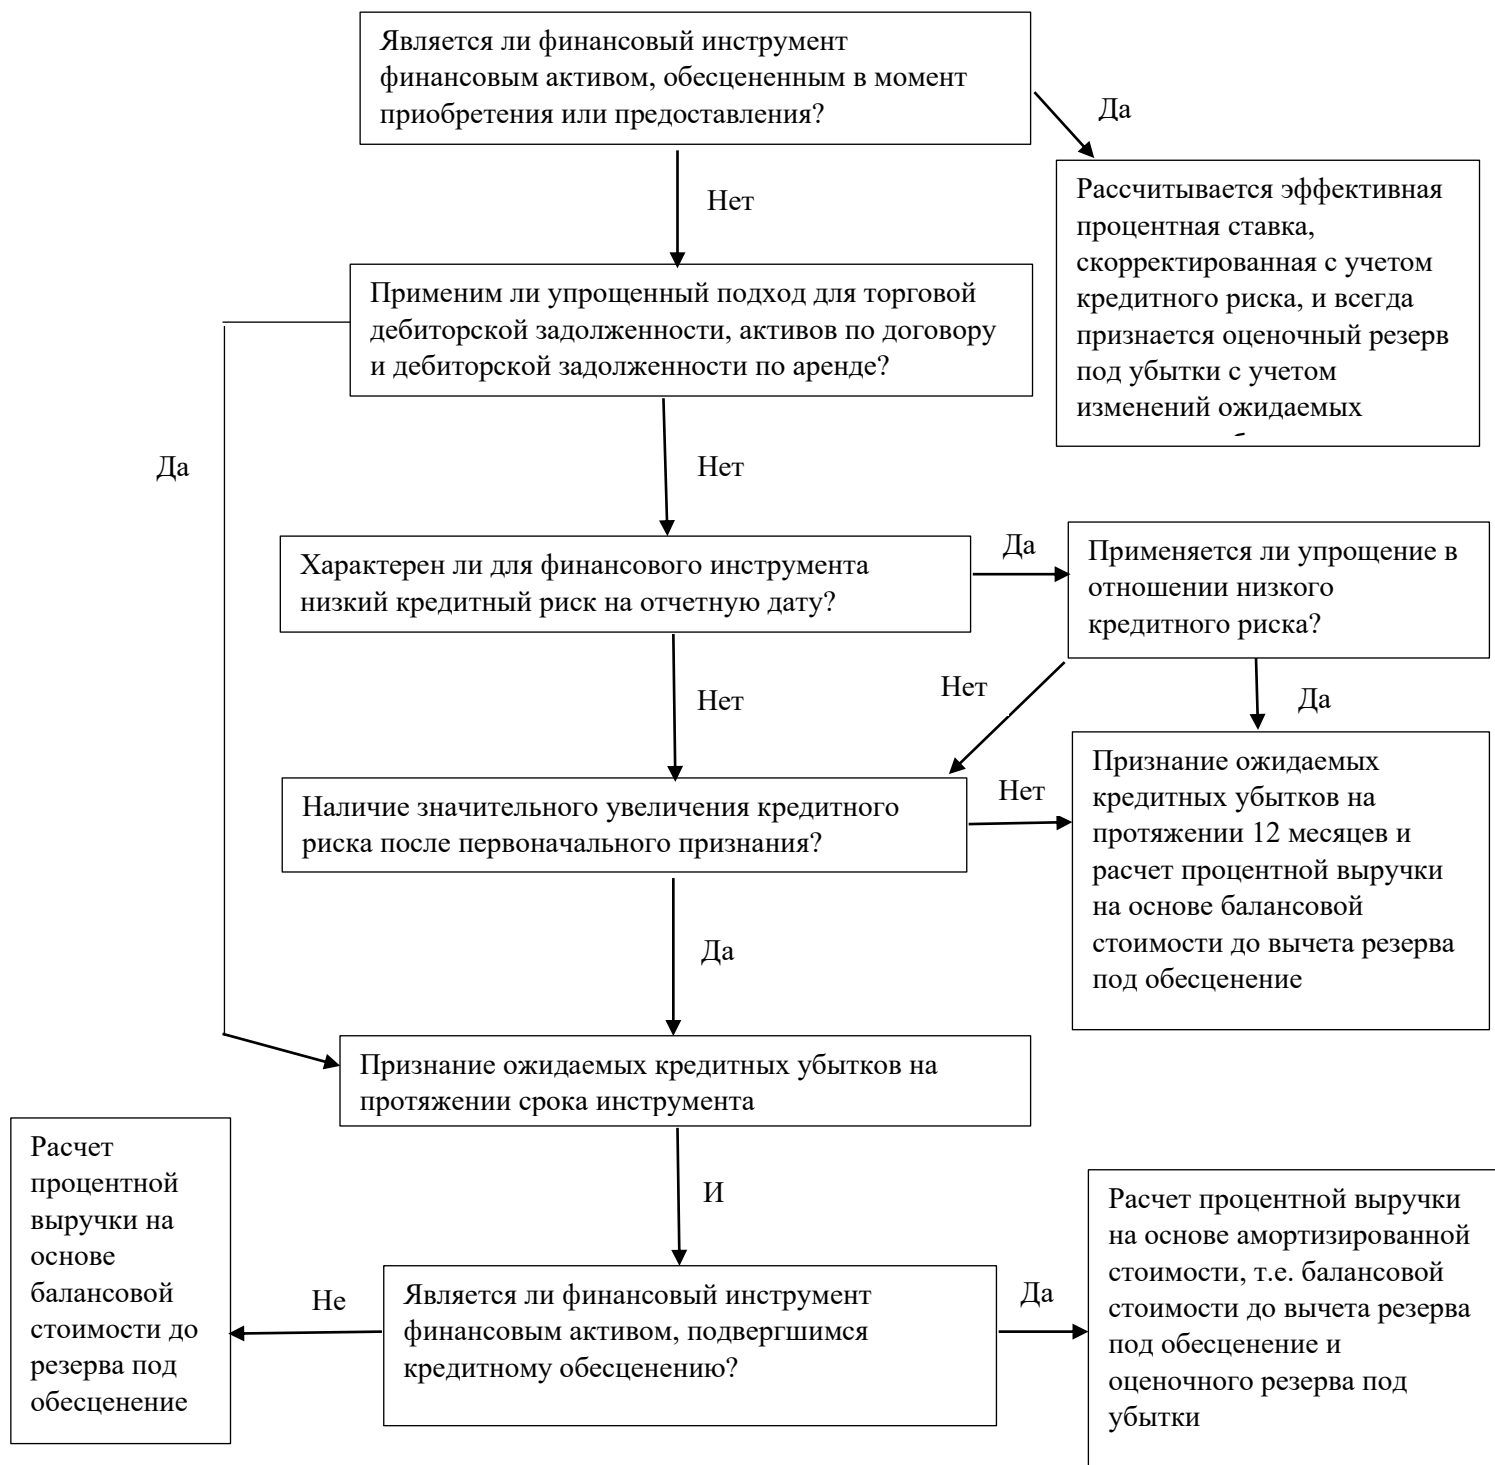 Является ли финансовый инструмент
финансовым активом, обесцененным в момент
приобретения или предоставления?
Да
Нет
Рассчитывается эффективная
процентная ставка,
скорректированная с учетом
кредитного риска, и всегда
признается оценочный резерв
под убытки с учетом
изменений ожидаемых
Применим ли упрощенный подход для торговой
дебиторской задолженности, активов по договору
и дебиторской задолженности по аренде?
Да
Нет
Характерен ли для финансового инструмента
низкий кредитный риск на отчетную дату?
Да
Применяется ли упрощение в
отношении низкого
кредитного риска?
Нет
Нет
Да
Наличие значительного увеличения кредитного
риска после первоначального признания?
Нет
Признание ожидаемых
кредитных убытков на
протяжении 12 месяцев и
расчет процентной выручки
на основе балансовой
стоимости до вычета резерва
под обесценение
Да
Признание ожидаемых кредитных убытков на
протяжении срока инструмента
И
Расчет
процентной
выручки на
основе
балансовой
стоимости до
резерва под
обесценение
Не
Является ли финансовый инструмент
финансовым активом, подвергшимся
кредитному обесценению?
Да
Расчет процентной выручки
на основе амортизированной
стоимости, т.е. балансовой
стоимости до вычета резерва
под обесценение и
оценочного резерва под
убытки